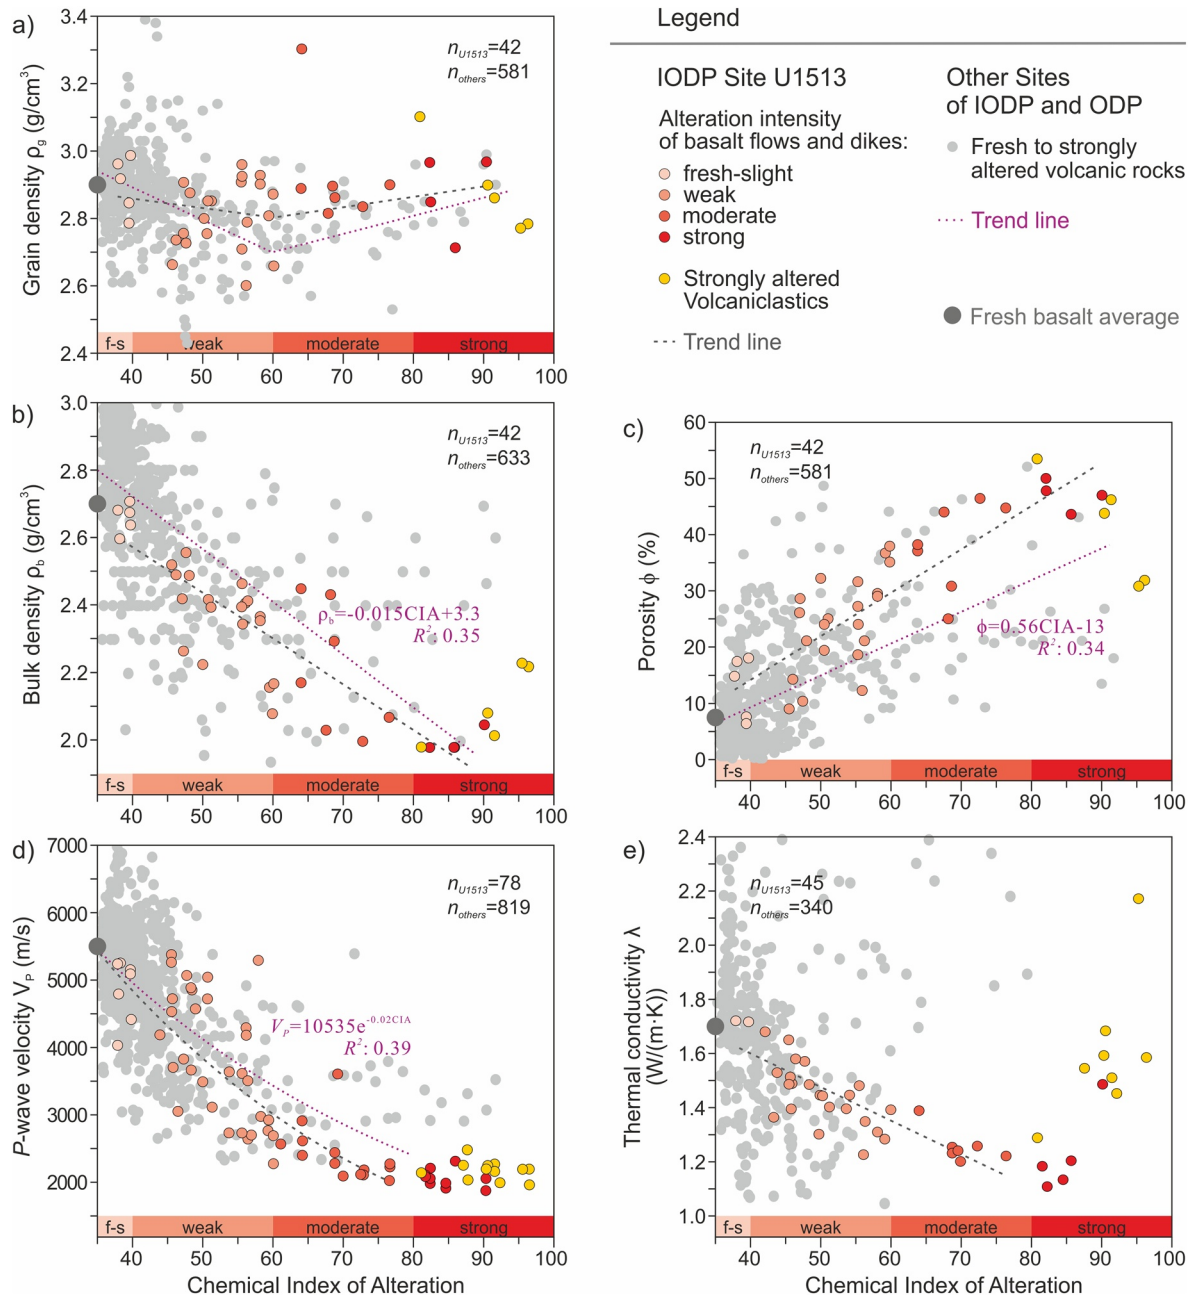 a)
Grain density ρg (g/cm³)
3.4
3.2
3.0
2.8
2.6
2.4
nU1513=42
nothers=581
f-s weak moderate strong
40 50 60 70 80 90 100
Legend
IODP Site U1513
Alteration intensity
of basalt flows and dikes:
fresh-slight
weak
moderate
strong
Strongly altered
Volcaniclastics
Trend line
Other Sites
of IODP and ODP
Fresh to strongly
altered volcanic rocks
Trend line
Fresh basalt average
b)
Bulk density ρb (g/cm³)
3.0
2.8
2.6
2.4
2.2
2.0
nU1513=42
nothers=633
ρb=-0.015CIA+3.3
R²: 0.35
f-s weak moderate strong
40 50 60 70 80 90 100
c)
Porosity ϕ (%)
60
50
40
30
20
10
0
nU1513=42
nothers=581
ϕ=0.56CIA-13
R²: 0.34
f-s weak moderate strong
40 50 60 70 80 90 100
d)
P-wave velocity VP (m/s)
7000
6000
5000
4000
3000
2000
nU1513=78
nothers=819
VP=10535e-0.02CIA
R²: 0.39
f-s weak moderate strong
40 50 60 70 80 90 100
Chemical Index of Alteration
e)
Thermal conductivity λ
(W/(m·K))
2.4
2.2
2.0
1.8
1.6
1.4
1.2
1.0
nU1513=45
nothers=340
f-s weak moderate strong
40 50 60 70 80 90 100
Chemical Index of Alteration